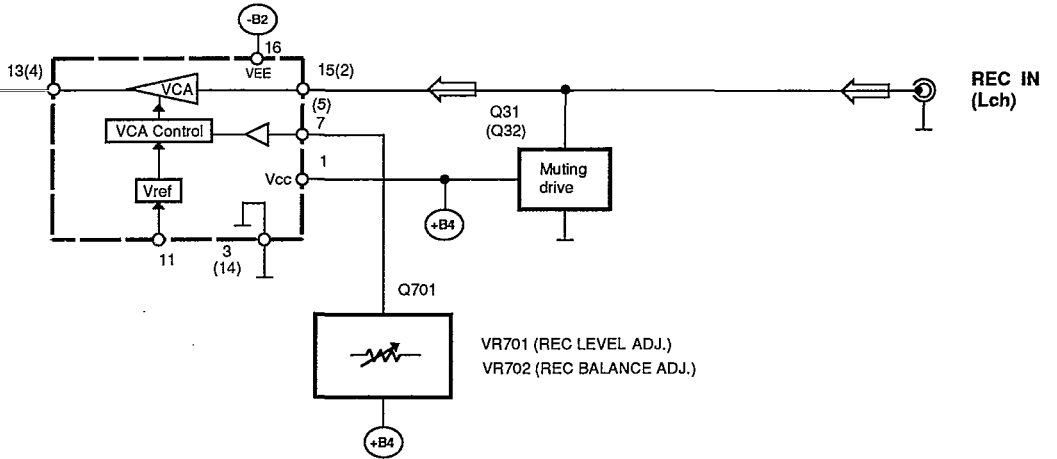 -B2
16
VEE
13(4)
15(2)
VCA
REC IN
(Lch)
(5)
7
Q31
(Q32)
VCA Control
1
Muting
drive
Vcc
Vref
+B4
11
3
(14)
Q701
VR701 (REC LEVEL ADJ.)
VR702 (REC BALANCE ADJ.)
+B4